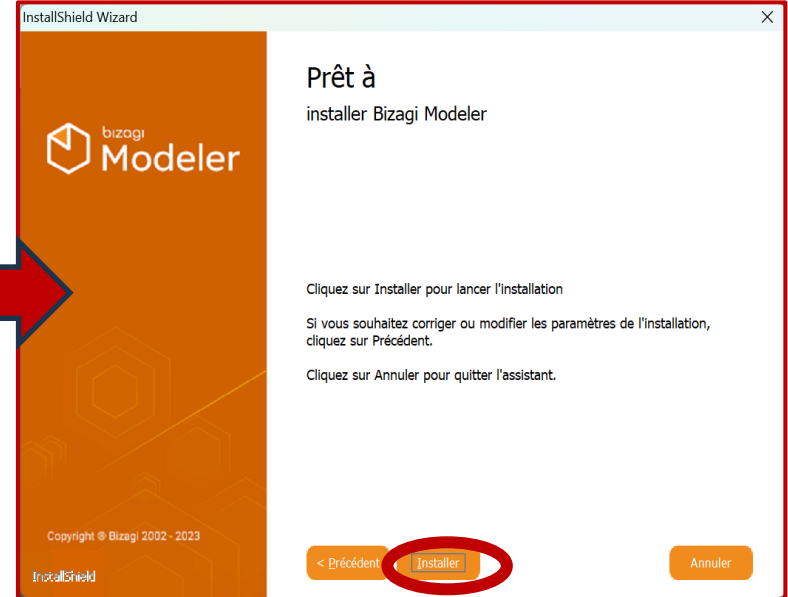 InstallShield Wizard
Prêt à
installer Bizagi Modeler
bizagi
Modeler
Cliquez sur Installer pour lancer l'installation
Si vous souhaitez corriger ou modifier les paramètres de l'installation,
cliquez sur Précédent.
Cliquez sur Annuler pour quitter l'assistant.
Copyright © Bizagi 2002 - 2023
InstallShield
< Précédent
Installer
Annuler